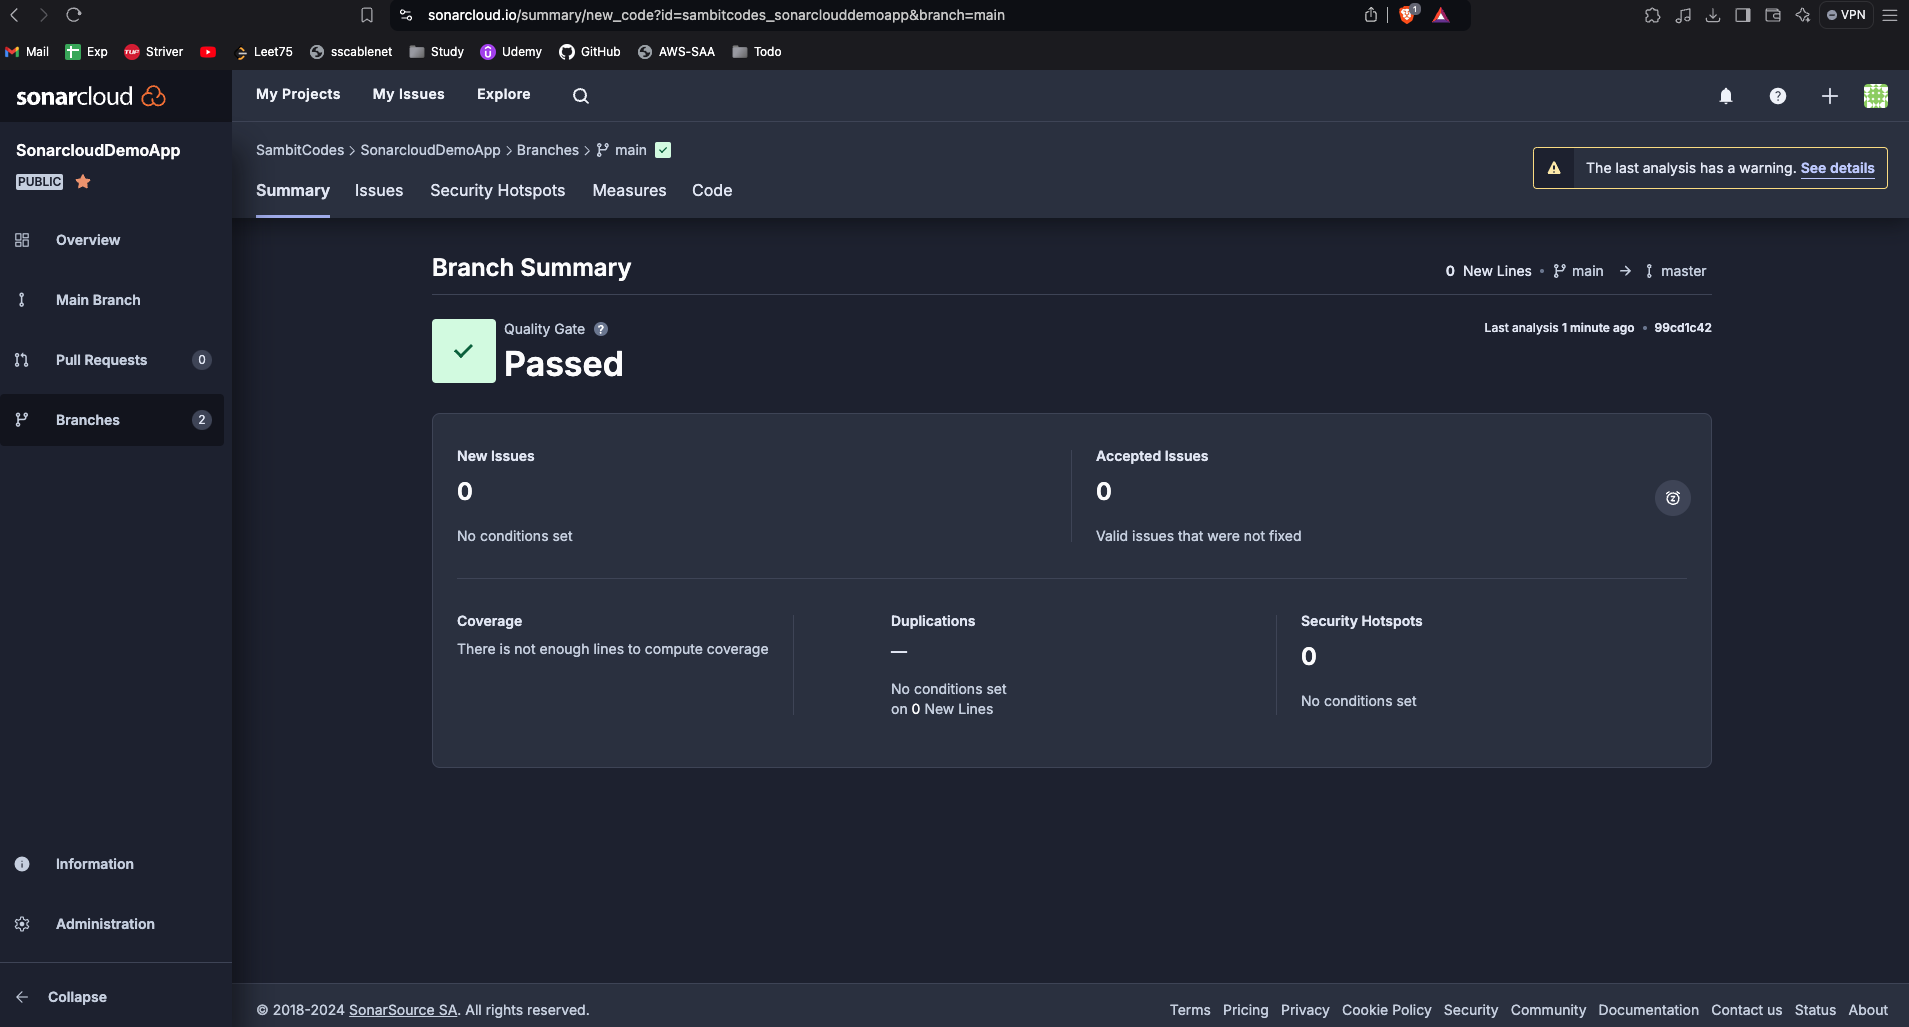 sonarcloud.io/summary/new_code?id=sambitcodes_sonarclouddemoapp&branch=main
1
VPN
Mail Exp Striver Leet75 sscablenet Study Udemy GitHub AWS-SAA Todo
sonarcloud
My Projects My Issues Explore
SonarcloudDemoApp
PUBLIC
Overview
Main Branch
Pull Requests 0
Branches 2
Information
Administration
Collapse
SambitCodes > SonarcloudDemoApp > Branches > main
The last analysis has a warning. See details
Summary Issues Security Hotspots Measures Code
Branch Summary
0 New Lines • main → master
Quality Gate ?
Passed
Last analysis 1 minute ago • 99cd1c42
New Issues
0
No conditions set
Accepted Issues
0
Valid issues that were not fixed
Coverage
There is not enough lines to compute coverage
Duplications
—
No conditions set
on 0 New Lines
Security Hotspots
0
No conditions set
© 2018-2024 SonarSource SA. All rights reserved.
Terms Pricing Privacy Cookie Policy Security Community Documentation Contact us Status About